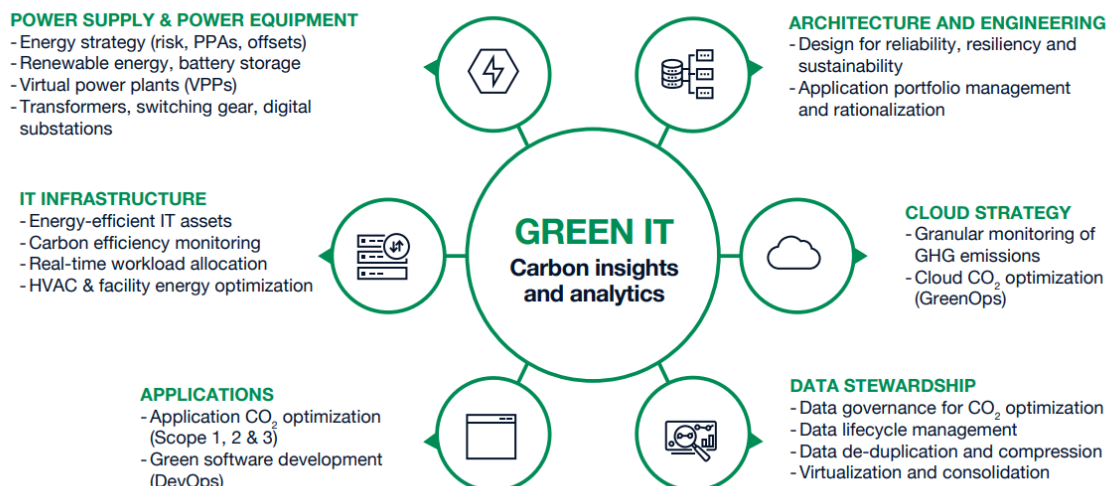 POWER SUPPLY & POWER EQUIPMENT
- Energy strategy (risk, PPAs, offsets)
- Renewable energy, battery storage
- Virtual power plants (VPPs)
- Transformers, switching gear, digital
substations
ARCHITECTURE AND ENGINEERING
- Design for reliability, resiliency and
sustainability
- Application portfolio management
and rationalization
IT INFRASTRUCTURE
- Energy-efficient IT assets
- Carbon efficiency monitoring
- Real-time workload allocation
- HVAC & facility energy optimization
GREEN IT
Carbon insights
and analytics
CLOUD STRATEGY
- Granular monitoring of
GHG emissions
- Cloud CO₂ optimization
(GreenOps)
APPLICATIONS
- Application CO₂ optimization
(Scope 1, 2 & 3)
- Green software development
(DevOps)
DATA STEWARDSHIP
- Data governance for CO₂ optimization
- Data lifecycle management
- Data de-duplication and compression
- Virtualization and consolidation